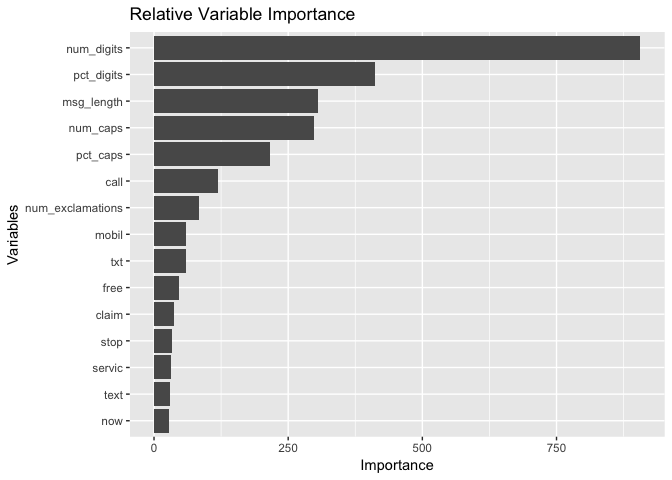 Relative Variable Importance
Variables
num_digits
pct_digits
msg_length
num_caps
pct_caps
call
num_exclamations
mobil
txt
free
claim
stop
servic
text
now
0 250 500 750
Importance